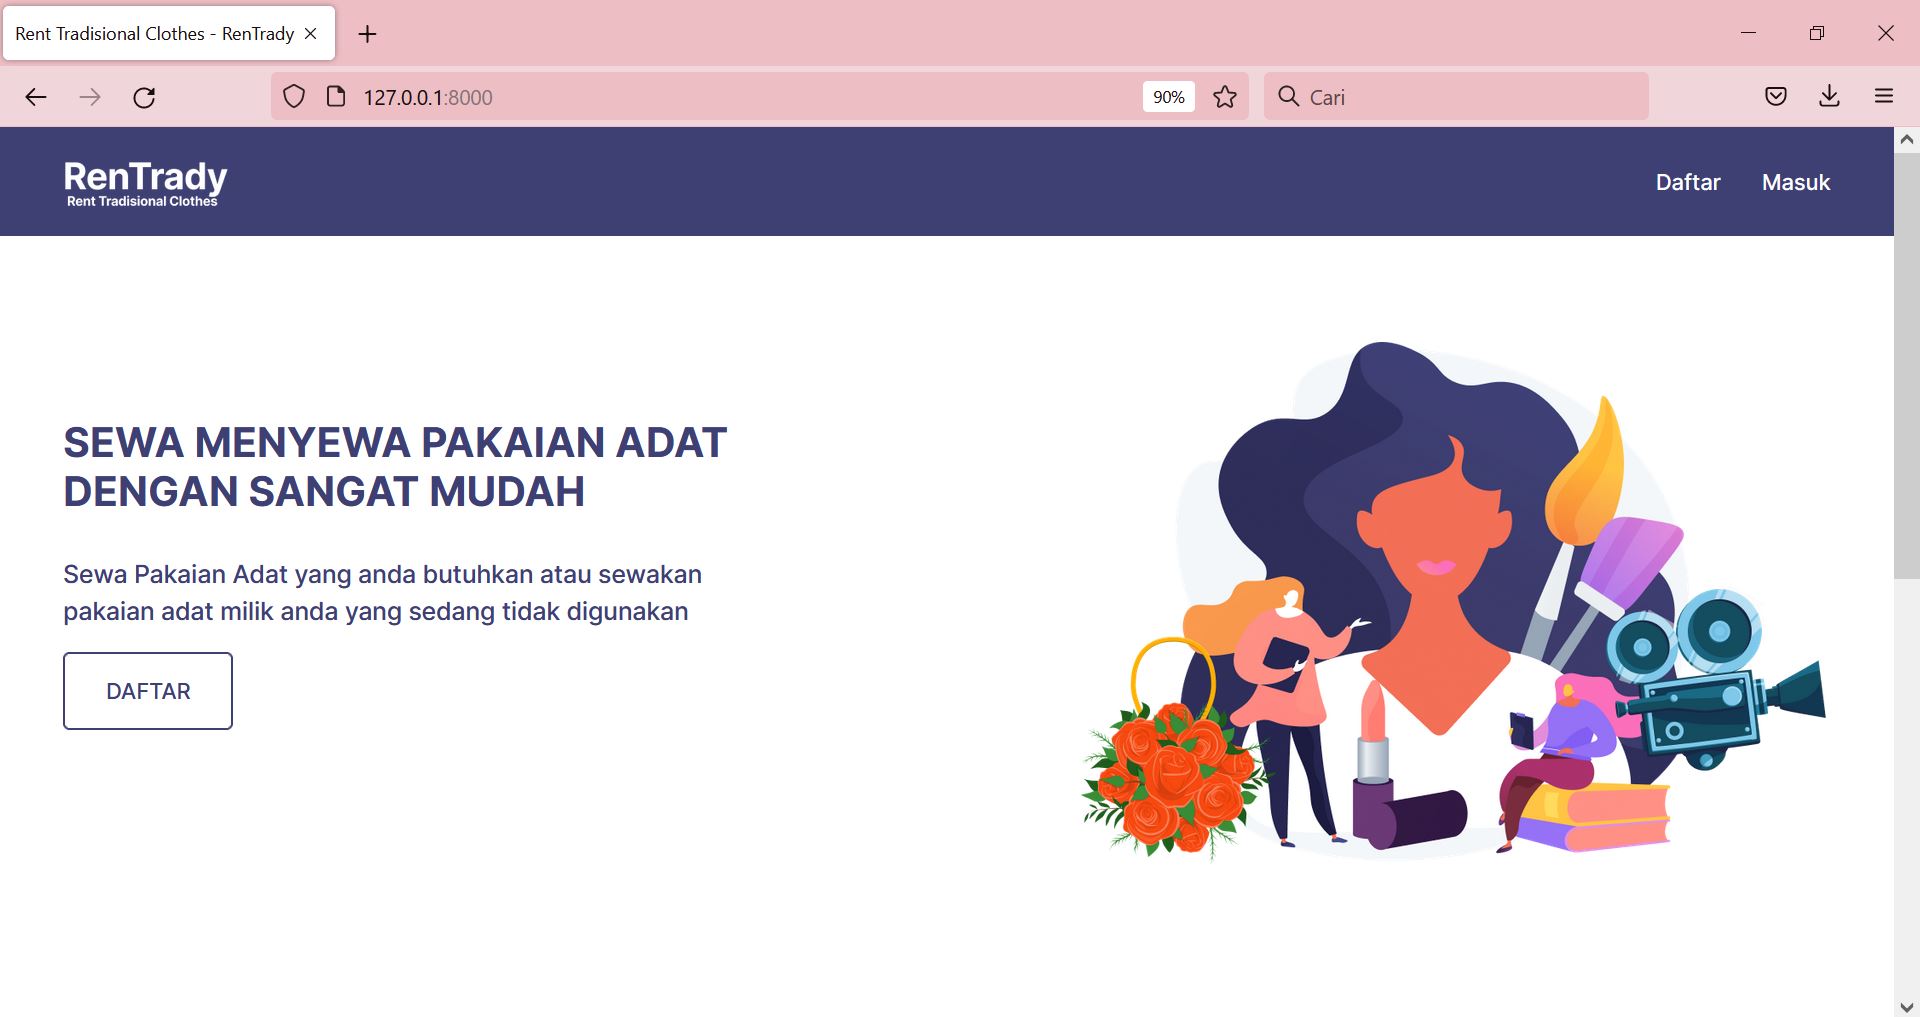 Rent Tradisional Clothes - RenTrady
127.0.0.1:8000
90%
Cari
RenTrady
Rent Tradisional Clothes
Daftar
Masuk
SEWA MENYEWA PAKAIAN ADAT
DENGAN SANGAT MUDAH
Sewa Pakaian Adat yang anda butuhkan atau sewakan
pakaian adat milik anda yang sedang tidak digunakan
DAFTAR